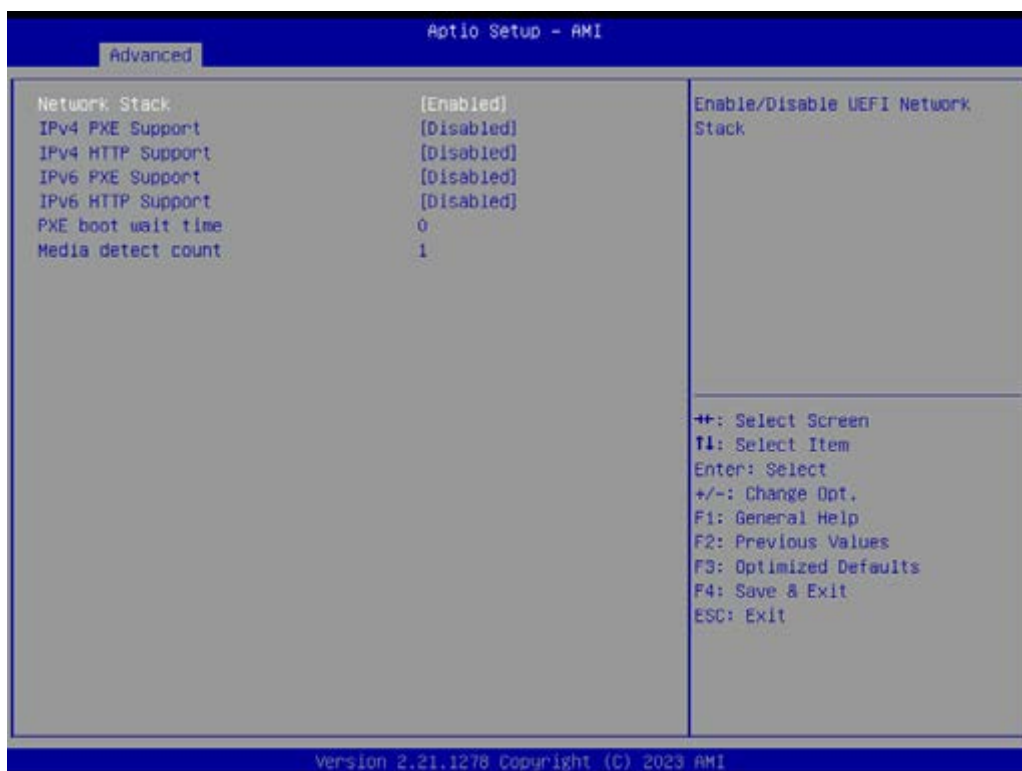 Aptio Setup - AMI
Advanced
Network Stack [Enabled]
IPv4 PXE Support [Disabled]
IPv4 HTTP Support [Disabled]
IPv6 PXE Support [Disabled]
IPv6 HTTP Support [Disabled]
PXE boot wait time 0
Media detect count 1
Enable/Disable UEFI Network
Stack
→←: Select Screen
↑↓: Select Item
Enter: Select
+/-: Change Opt.
F1: General Help
F2: Previous Values
F3: Optimized Defaults
F4: Save & Exit
ESC: Exit
Version 2.21.1278 Copyright (C) 2023 AMI